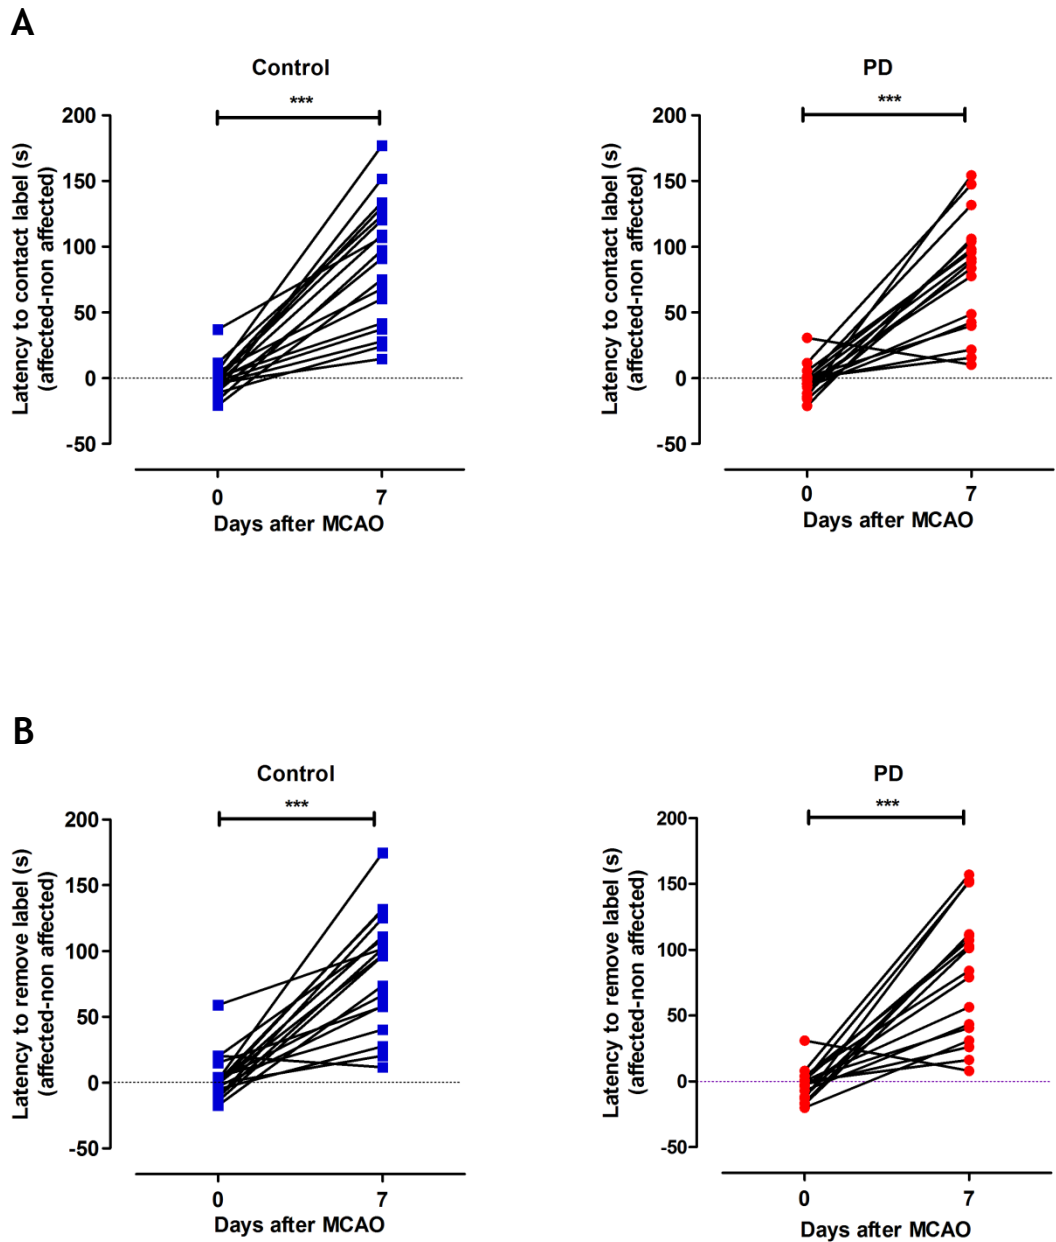 A
Control
***
Latency to contact label (s)
(affected-non affected)
200
150
100
50
0
-50
0 7
Days after MCAO
PD
***
Latency to contact label (s)
(affected-non affected)
200
150
100
50
0
-50
0 7
Days after MCAO
B
Control
***
Latency to remove label (s)
(affected-non affected)
200
150
100
50
0
-50
0 7
Days after MCAO
PD
***
Latency to remove label (s)
(affected-non affected)
200
150
100
50
0
-50
0 7
Days after MCAO